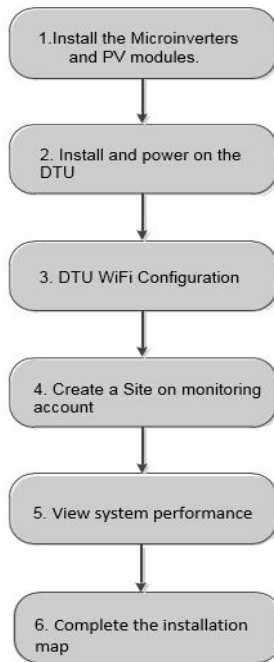 1.Install the Microinverters
and PV modules.
2. Install and power on the
DTU
3. DTU WiFi Configuration
4. Create a Site on monitoring
account
5. View system performance
6. Complete the installation
map